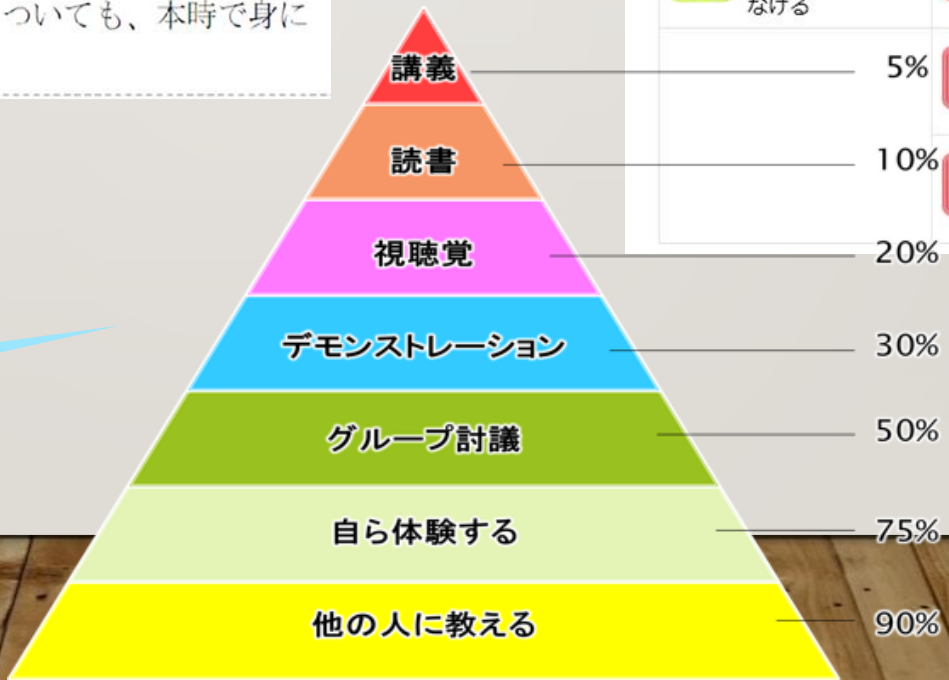 ついても、本時で身に
なげる
講義 5%
読書 10%
視聴覚 20%
デモンストレーション 30%
グループ討議 50%
自ら体験する 75%
他の人に教える 90%